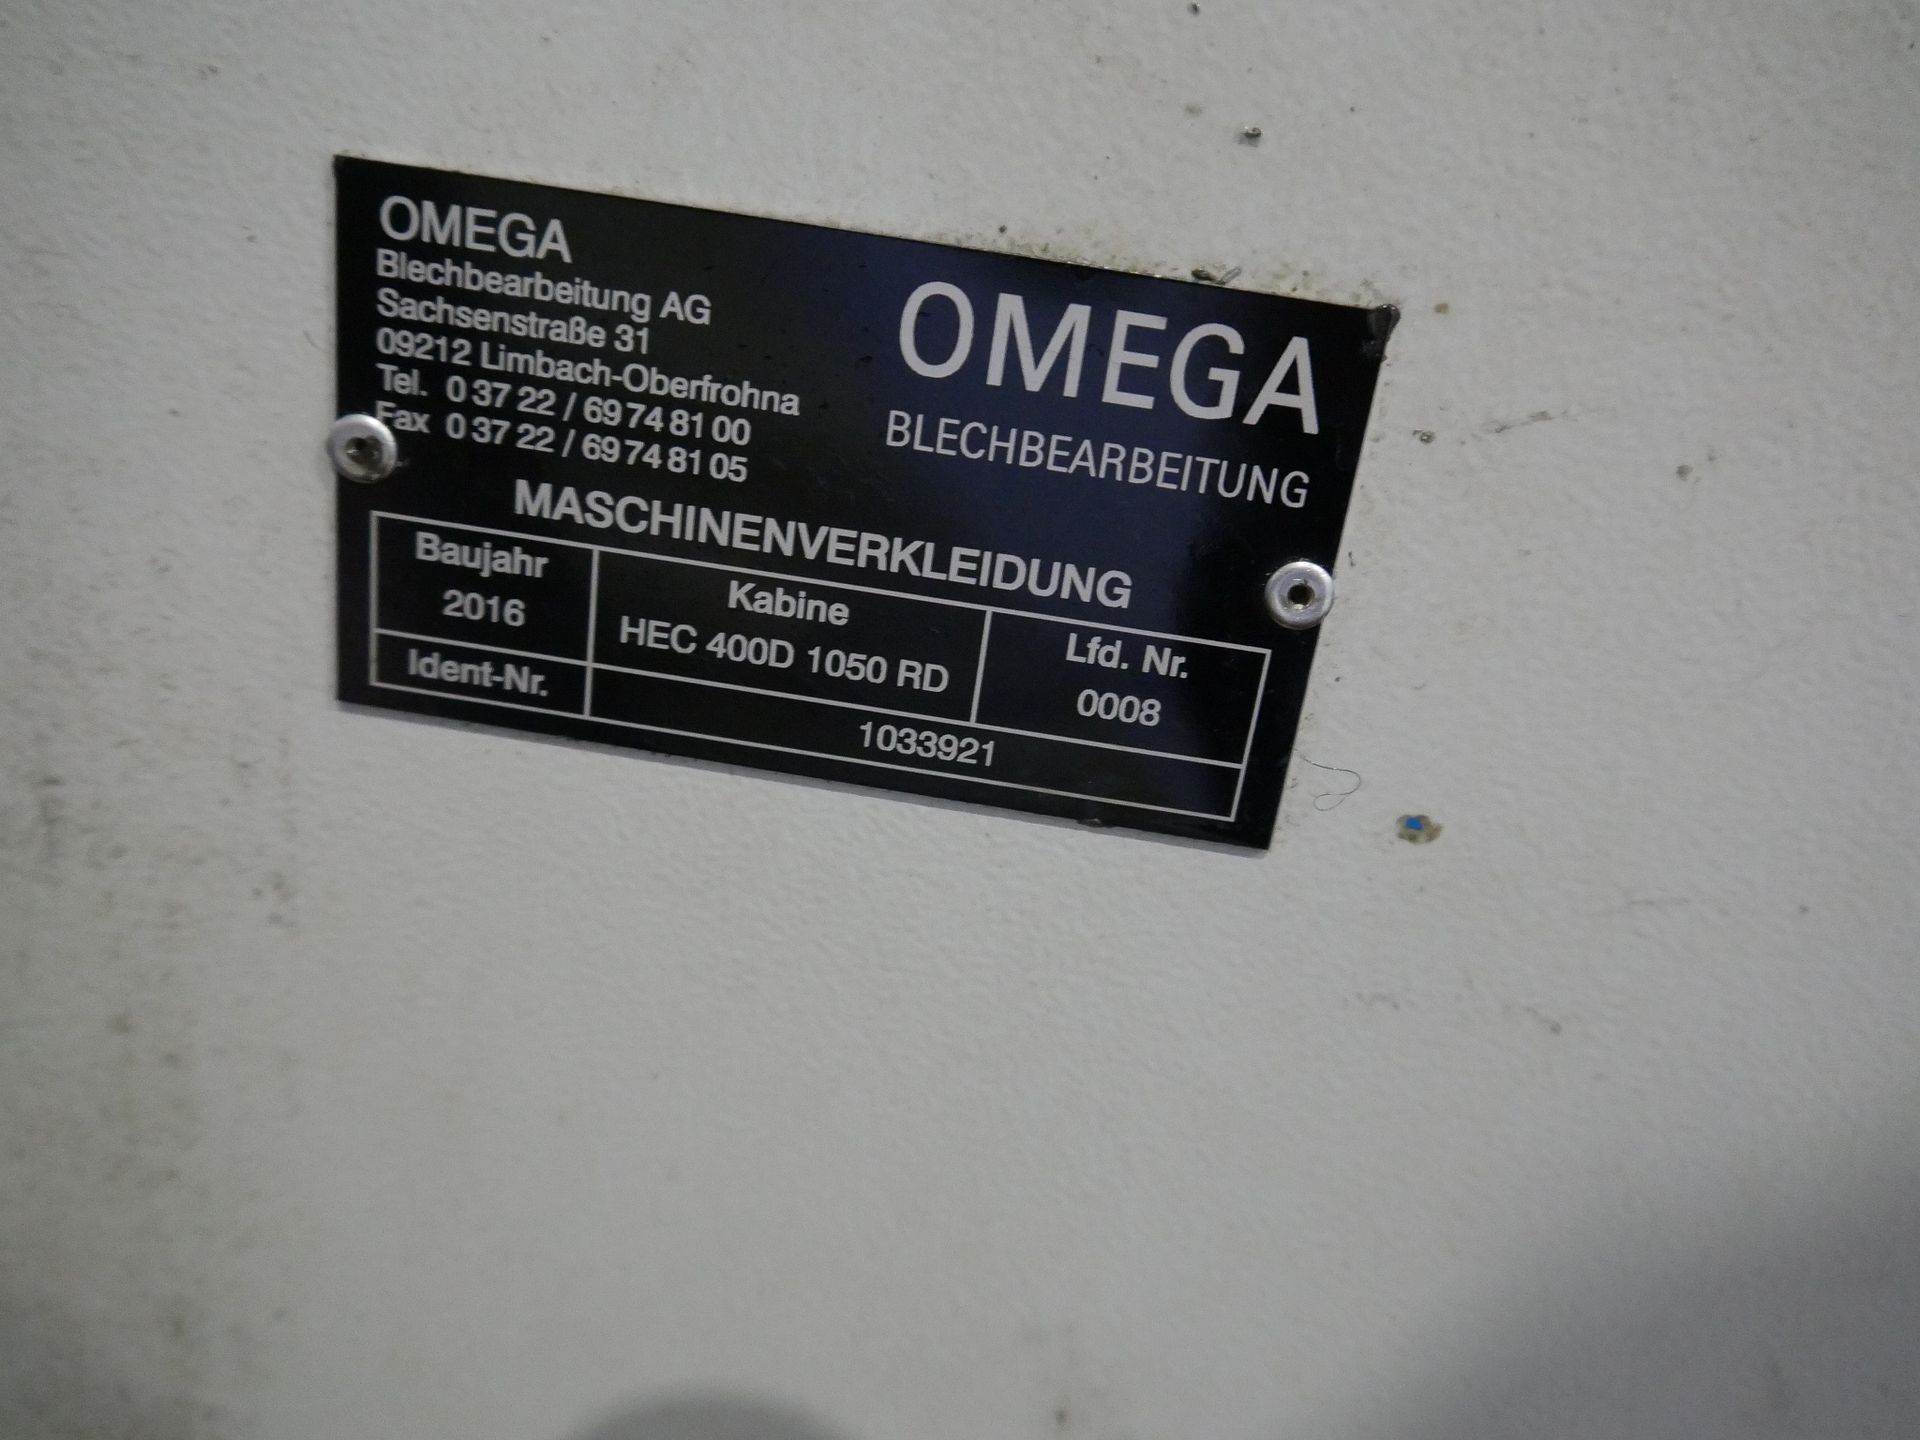 OMEGA
Blechbearbeitung AG
Sachsenstraße 31
09212 Limbach-Oberfrohna
Tel. 0 37 22 / 69 74 81 00
Fax 0 37 22 / 69 74 81 05
OMEGA
BLECHBEARBEITUNG
MASCHINENVERKLEIDUNG
Baujahr
2016
Kabine
HEC 400D 1050 RD
Lfd. Nr.
0008
Ident-Nr.
1033921